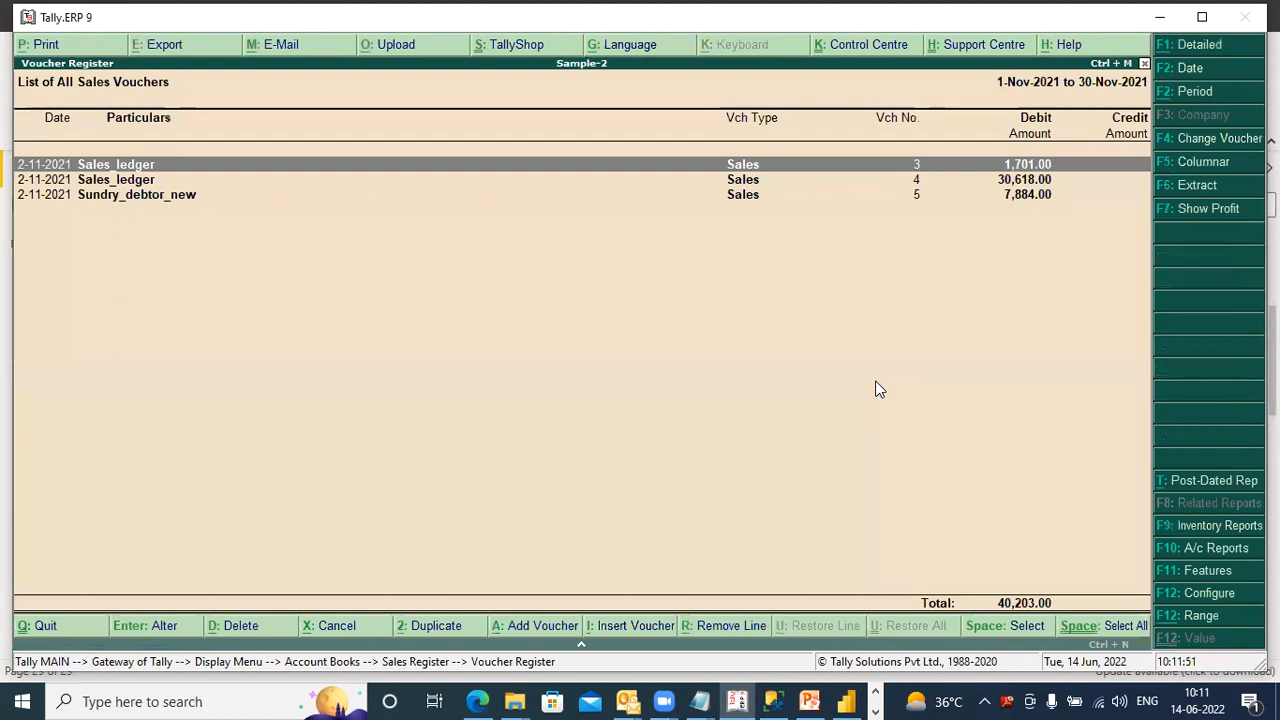 Tally.ERP 9
P: Print E: Export M: E-Mail O: Upload S: TallyShop G: Language K: Keyboard K: Control Centre H: Support Centre H: Help
Voucher Register Sample-2 Ctrl + M
List of All Sales Vouchers 1-Nov-2021 to 30-Nov-2021
Date Particulars Vch Type Vch No. Debit Credit
Amount Amount
2-11-2021 Sales_ledger Sales 3 1,701.00
2-11-2021 Sales_ledger Sales 4 30,618.00
2-11-2021 Sundry_debtor_new Sales 5 7,884.00
Total: 40,203.00
F1: Detailed
F2: Date
F2: Period
F3: Company
F4: Change Voucher
F5: Columnar
F6: Extract
F7: Show Profit
T: Post-Dated Rep
F8: Related Reports
F9: Inventory Reports
F10: A/c Reports
F11: Features
F12: Configure
F12: Range
F12: Value
Q: Quit Enter: Alter D: Delete X: Cancel 2: Duplicate A: Add Voucher I: Insert Voucher R: Remove Line U: Restore Line U: Restore All Space: Select Space: Select All
Ctrl + N
Tally MAIN --> Gateway of Tally --> Display Menu --> Account Books --> Sales Register --> Voucher Register © Tally Solutions Pvt Ltd., 1988-2020 Tue, 14 Jun, 2022 10:11:51
Update available (click to download)
Type here to search 36°C ENG 10:11
14-06-2022